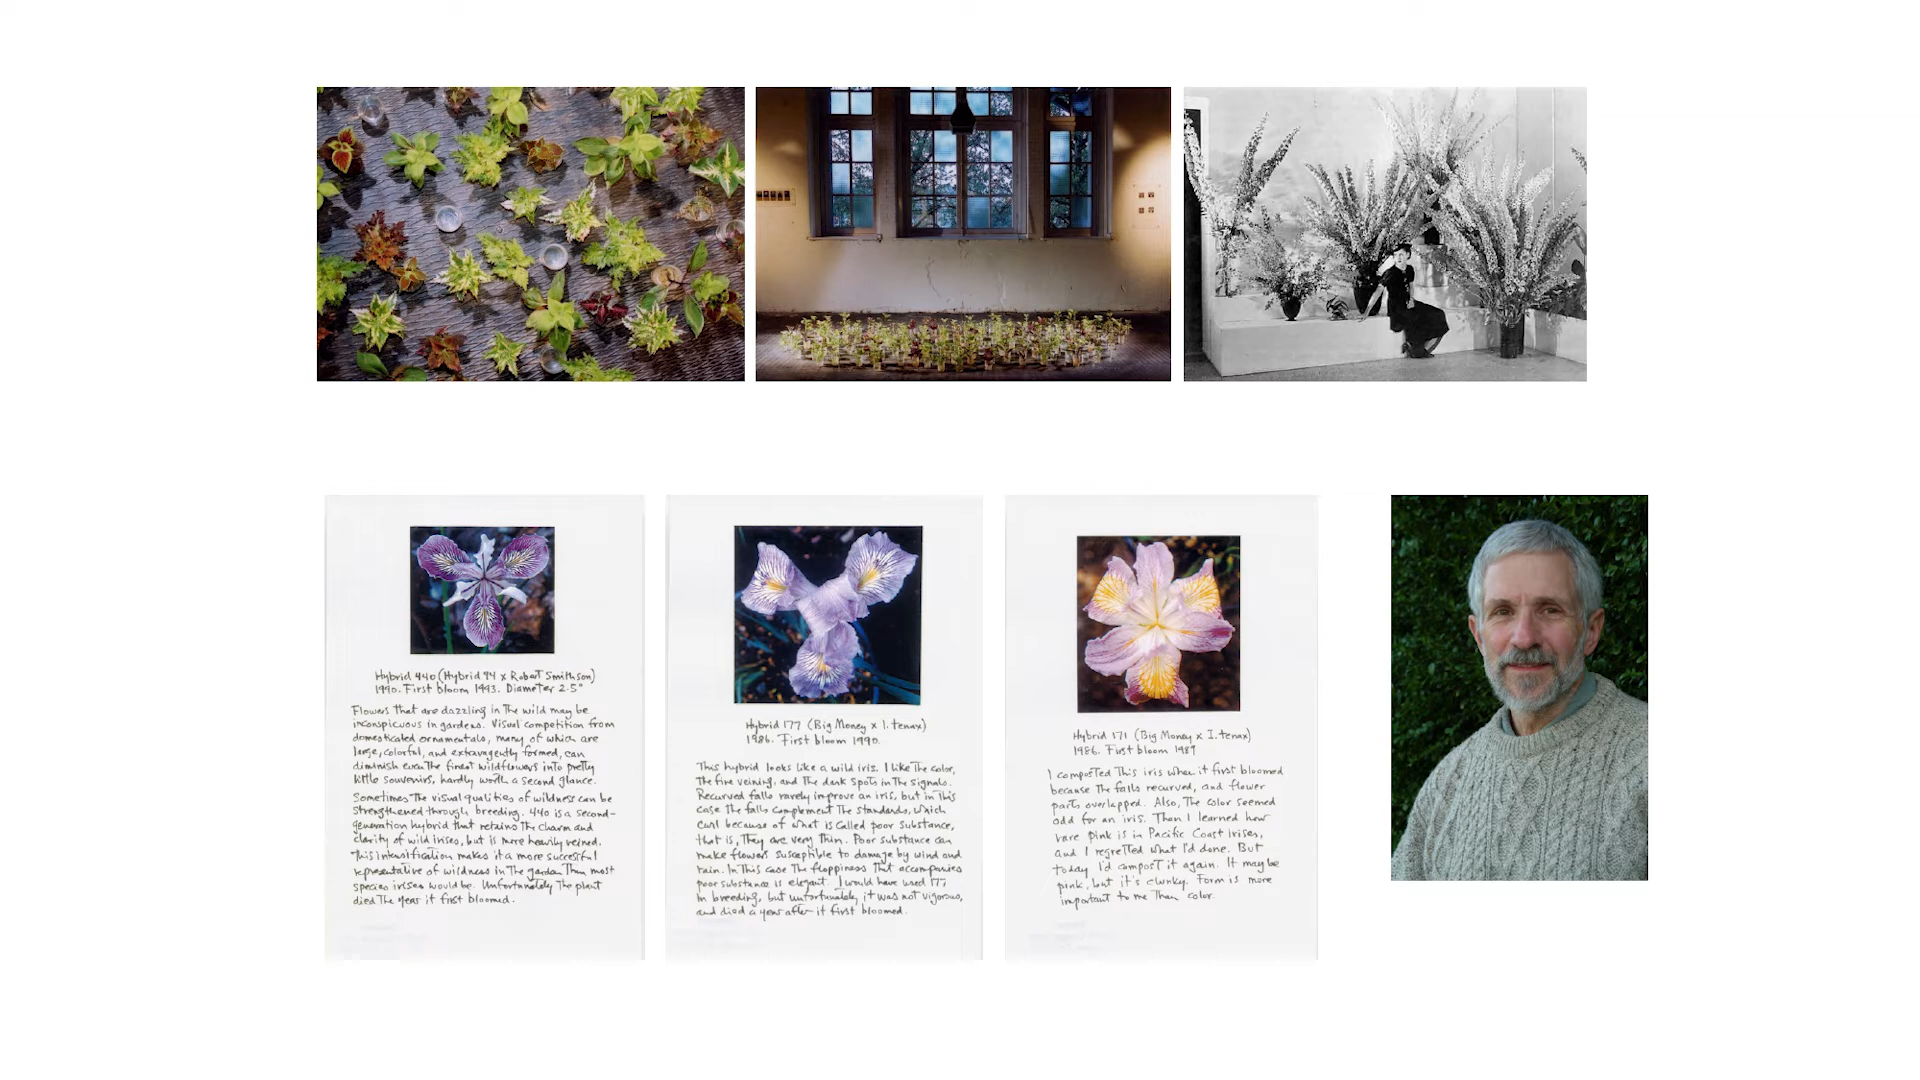 Hybrid 440 (Hybrid 94 x Robert Smithson)
1990. First bloom 1993. Diameter 2.5"
Flowers that are dazzling in the wild may be
inconspicuous in gardens. Visual competition from
domesticated ornamentals, many of which are
large, colorful, and extravagantly formed, can
diminish even the finest wildflowers into pretty
little souvenirs, hardly worth a second glance.
Sometimes the visual qualities of wildness can be
strengthened through breeding. 440 is a second-
generation hybrid that retains the charm and
clarity of wild irises, but is more heavily veined.
This intensification makes it a more successful
representative of wildness in the garden than most
species irises would be. Unfortunately the plant
died the year it first bloomed.
Hybrid 177 (Big Money x I. tenax)
1986. First bloom 1990.
This hybrid looks like a wild iris. I like the color,
the fine veining, and the dark spots in the signals.
Recurved falls rarely improve an iris, but in this
case the falls complement the standards, which
curl because of what is called poor substance,
that is, they are very thin. Poor substance can
make flowers susceptible to damage by wind and
rain. In this case the floppiness that accompanies
poor substance is elegant. I would have used 177
in breeding, but unfortunately it was not vigorous,
and died a year after it first bloomed.
Hybrid 171 (Big Money x I. tenax)
1986. First bloom 1989
I composted this iris when it first bloomed
because the falls recurved, and flower
parts overlapped. Also, the color seemed
odd for an iris. Then I learned how
rare pink is in Pacific Coast Irises,
and I regretted what I'd done. But
today I'd compost it again. It may be
pink, but it's clunky. Form is more
important to me than color.